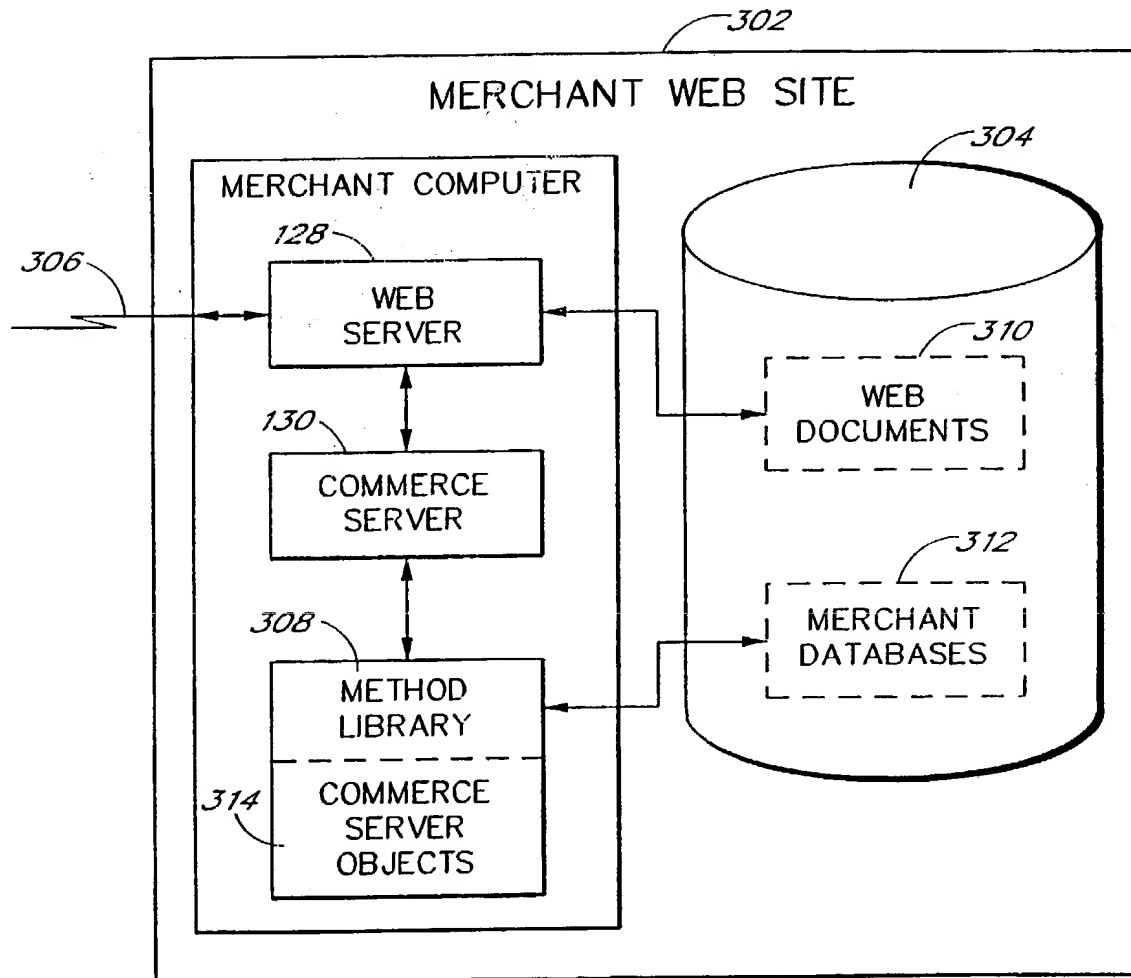 302
MERCHANT WEB SITE
304
MERCHANT COMPUTER
128
306
WEB
SERVER
310
WEB
DOCUMENTS
130
COMMERCE
SERVER
312
MERCHANT
DATABASES
308
METHOD
LIBRARY
314
COMMERCE
SERVER
OBJECTS